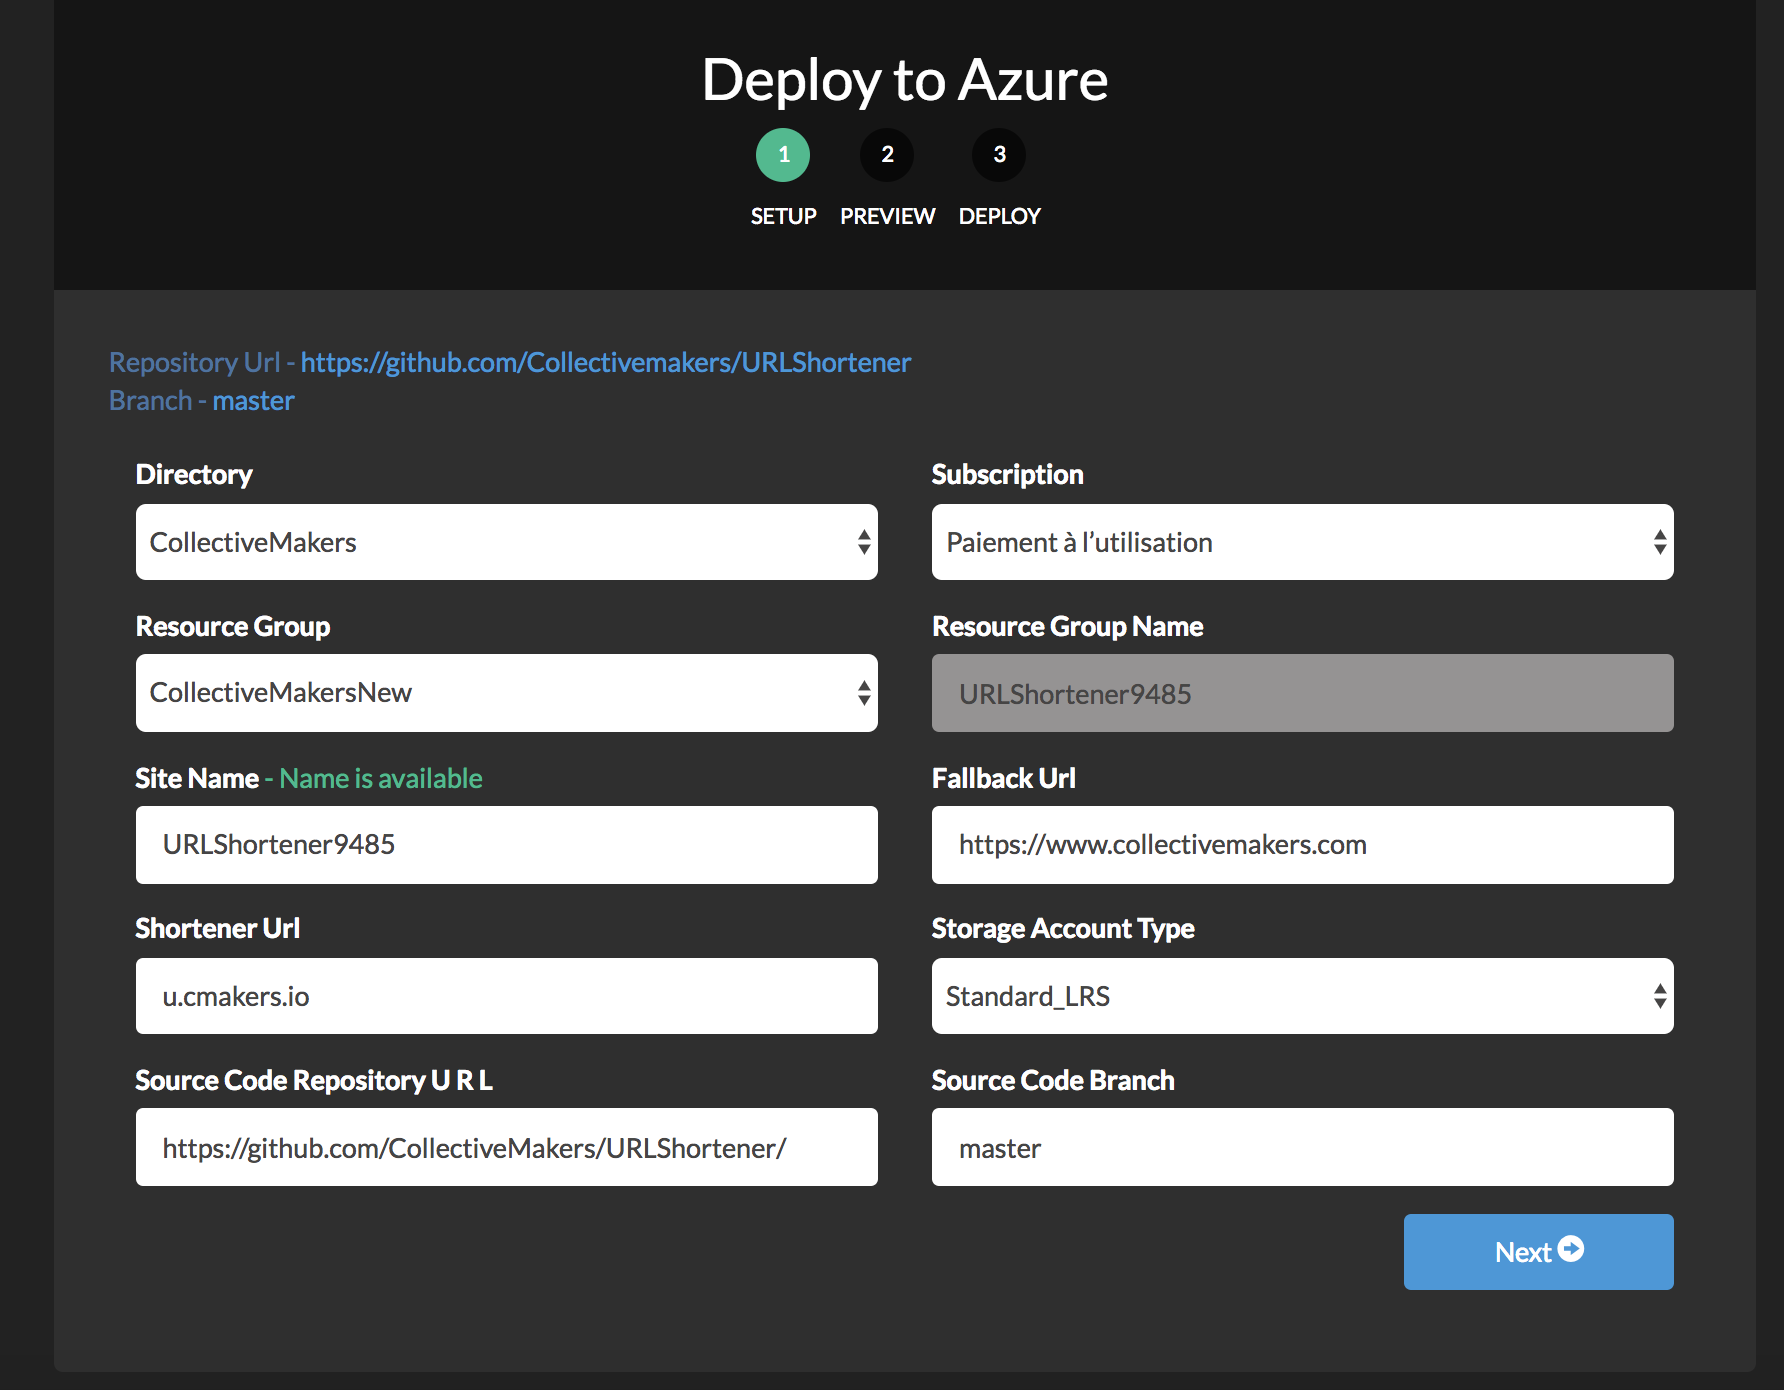 Deploy to Azure
1 2 3
SETUP PREVIEW DEPLOY
Repository Url - https://github.com/Collectivemakers/URLShortener
Branch - master
Directory
CollectiveMakers
Subscription
Paiement à l’utilisation
Resource Group
CollectiveMakersNew
Resource Group Name
URLShortener9485
Site Name - Name is available
URLShortener9485
Fallback Url
https://www.collectivemakers.com
Shortener Url
u.cmakers.io
Storage Account Type
Standard_LRS
Source Code Repository U R L
https://github.com/CollectiveMakers/URLShortener/
Source Code Branch
master
Next